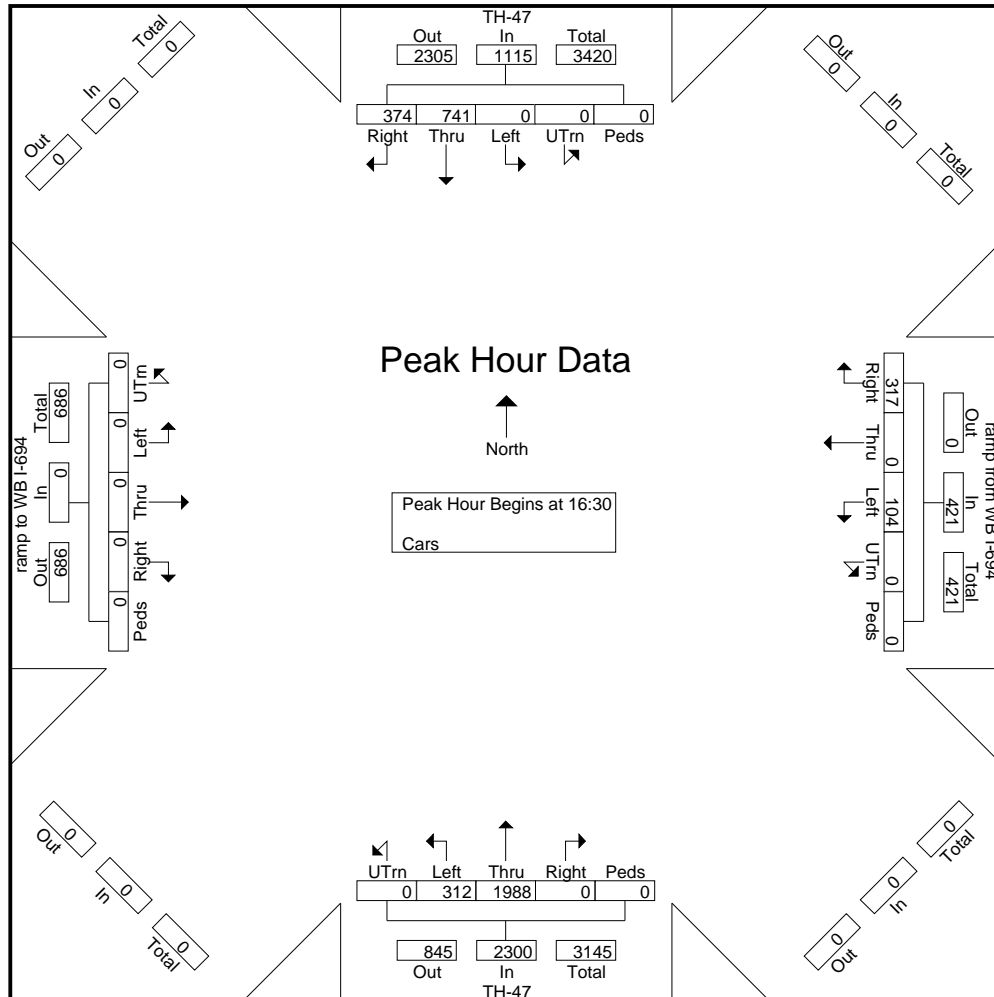 TH-47
Out In Total
2305 1115 3420
374 741 0 0 0
Right Thru Left UTrn Peds
Total
0
In
0
Out
0
Out
0
In
0
Total
0
ramp to WB I-694
Total In Out
686 0 686
0 0 0 0 0
UTrn Left Thru Right Peds
Peak Hour Data
North
Peak Hour Begins at 16:30
Cars
ramp from WB I-694
Out In Total
0 421 421
317 0 104 0 0
Right Thru Left UTrn Peds
0
Out
0
In
0
Total
0
Total
0
In
0
Out
UTrn Left Thru Right Peds
0 312 1988 0 0
845 2300 3145
Out In Total
TH-47